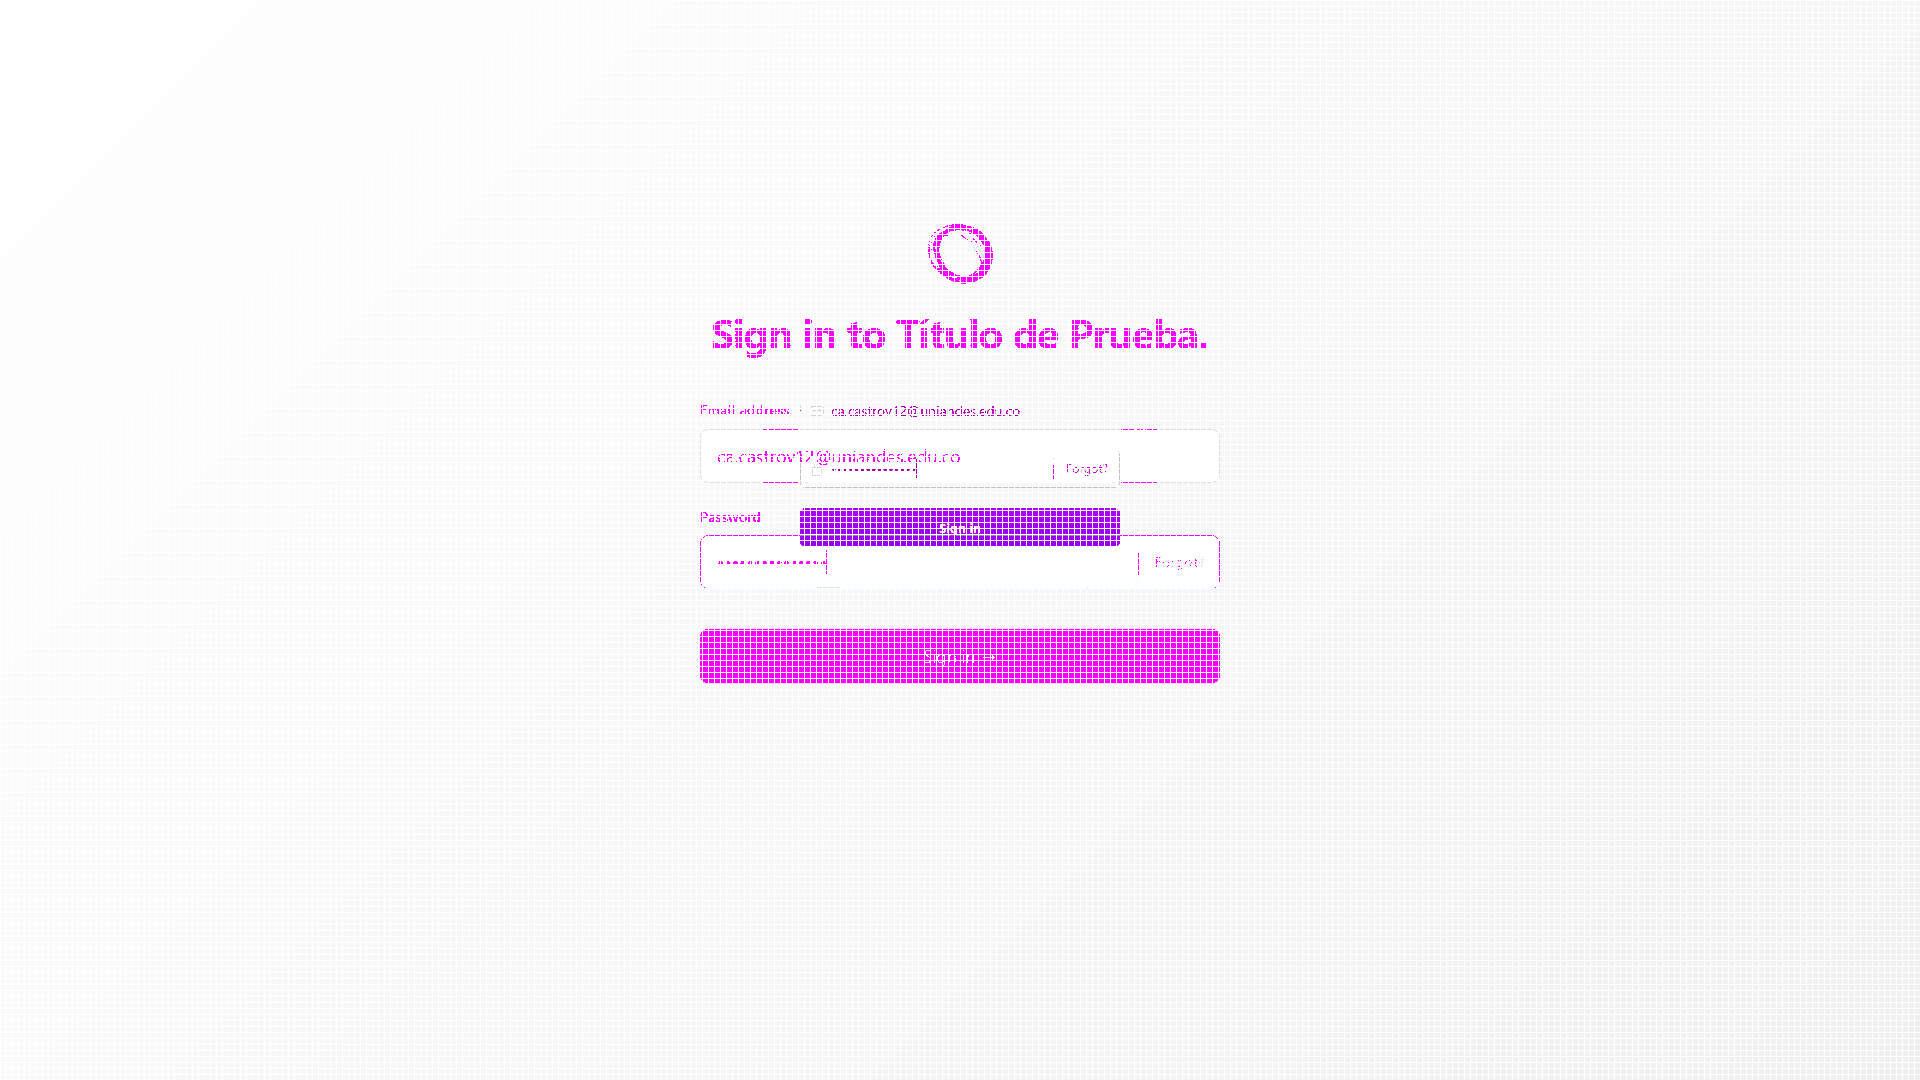 Sign in to Título de Prueba.
Email address
ca.castrov12@uniandes.edu.co
ca.castrov12@uniandes.edu.co
Forgot?
Password
Sign in
Forgot?
Sign in →